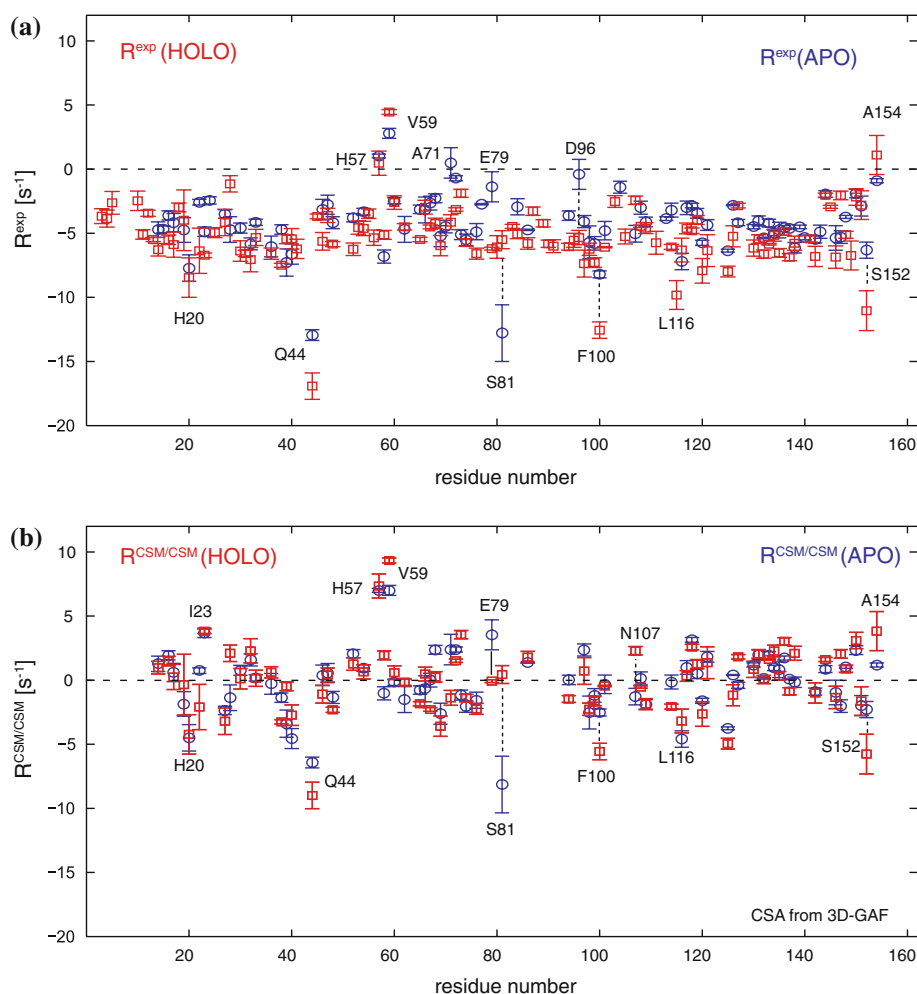 (a)
R^exp (HOLO) R^exp (APO)
10
5
0
−5
−10
−15
−20
R^exp [s^-1]
V59
H57
A71
E79
D96
A154
H20
Q44
S81
F100
L116
S152
20 40 60 80 100 120 140 160
residue number
(b)
R^CSM/CSM (HOLO) R^CSM/CSM (APO)
10
5
0
−5
−10
−15
−20
R^CSM/CSM [s^-1]
H57
V59
I23
E79
N107
A154
H20
Q44
S81
F100
L116
S152
CSA from 3D-GAF
20 40 60 80 100 120 140 160
residue number